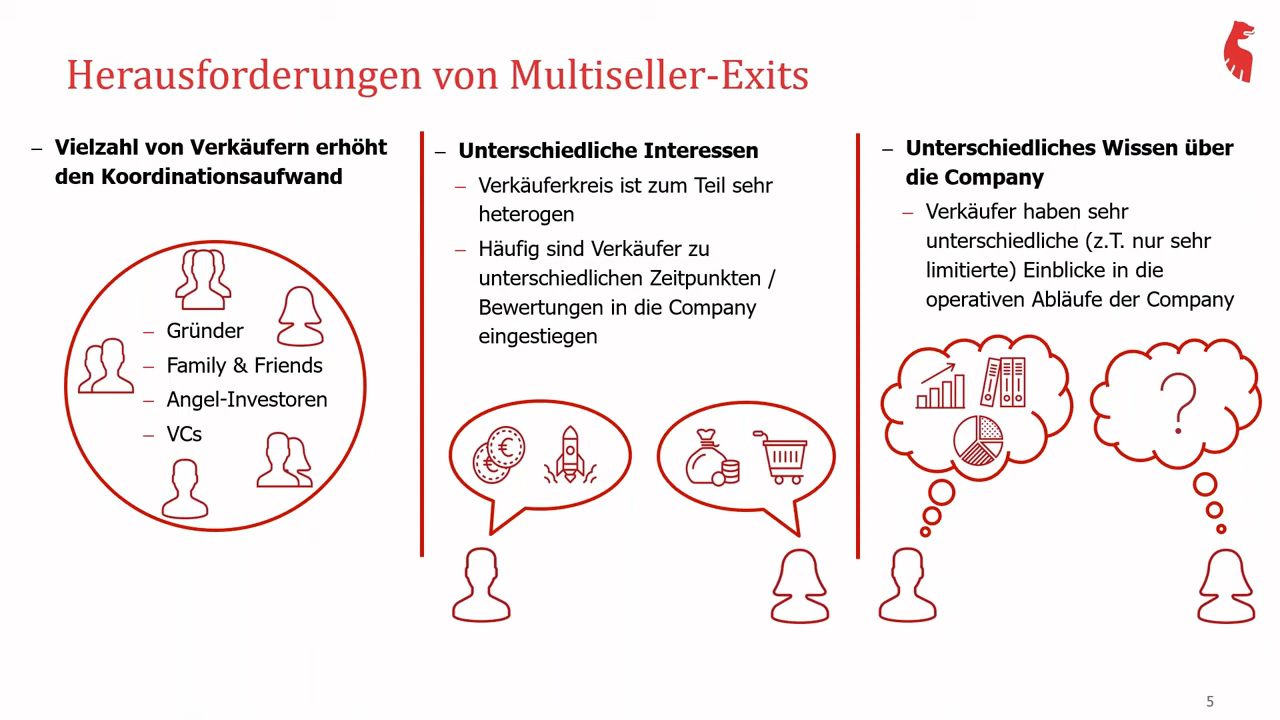 Herausforderungen von Multiseller-Exits
– Vielzahl von Verkäufern erhöht
den Koordinationsaufwand
– Gründer
– Family & Friends
– Angel-Investoren
– VCs
– Unterschiedliche Interessen
– Verkäuferkreis ist zum Teil sehr
heterogen
– Häufig sind Verkäufer zu
unterschiedlichen Zeitpunkten /
Bewertungen in die Company
eingestiegen
€
€
– Unterschiedliches Wissen über
die Company
– Verkäufer haben sehr
unterschiedliche (z.T. nur sehr
limitierte) Einblicke in die
operativen Abläufe der Company
?
5